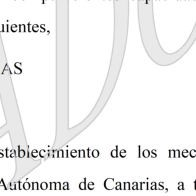 uientes,
AS
stablecimiento de los mec
Autónoma de Canarias, a t